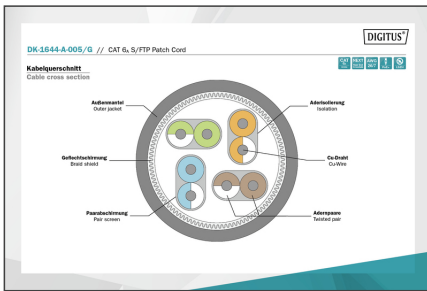 DIGITUS®
DK-1644-A-005/G // CAT 6A S/FTP Patch Cord
Kabelquerschnitt
Cable cross section
Außenmantel
Outer jacket
Aderisolierung
Isolation
Geflechtschirmung
Braid shield
Cu-Draht
Cu-Wire
Paarabschirmung
Pair screen
Adernpaare
Twisted pair